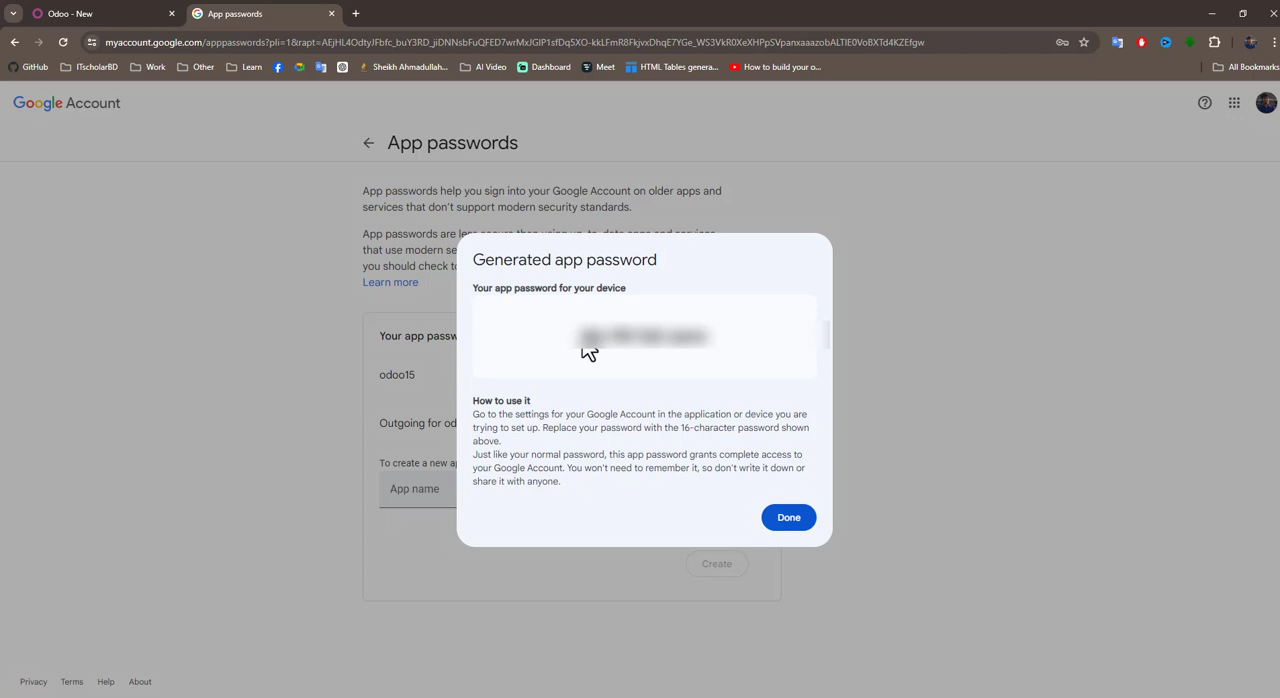 Odoo - New
App passwords
myaccount.google.com/apppasswords?pli=1&rapt=AEjHL4OdtyJFbfc_buY3RD_jiDNNsbFuQFED7wrMxJGlP1sfDq5XO-kkLFmR8FkjvxDhqE7YGe_WS3VkR0XeXHPpSVpanxaaazobALTIE0VoBXTd4KZEfgw
GitHub
ITscholarBD
Work
Other
Learn
Sheikh Ahmadullah...
AI Video
Dashboard
Meet
HTML Tables genera...
How to build your o...
All Bookmarks
Google Account
App passwords
App passwords help you sign into your Google Account on older apps and
services that don't support modern security standards.
App passwords are less secure than using up-to-date apps and services
that use modern se
you should check to
Learn more
Your app passw
odoo15
Outgoing for od
To create a new ap
App name
Create
Generated app password
Your app password for your device
How to use it
Go to the settings for your Google Account in the application or device you are
trying to set up. Replace your password with the 16-character password shown
above.
Just like your normal password, this app password grants complete access to
your Google Account. You won't need to remember it, so don't write it down or
share it with anyone.
Done
Privacy
Terms
Help
About